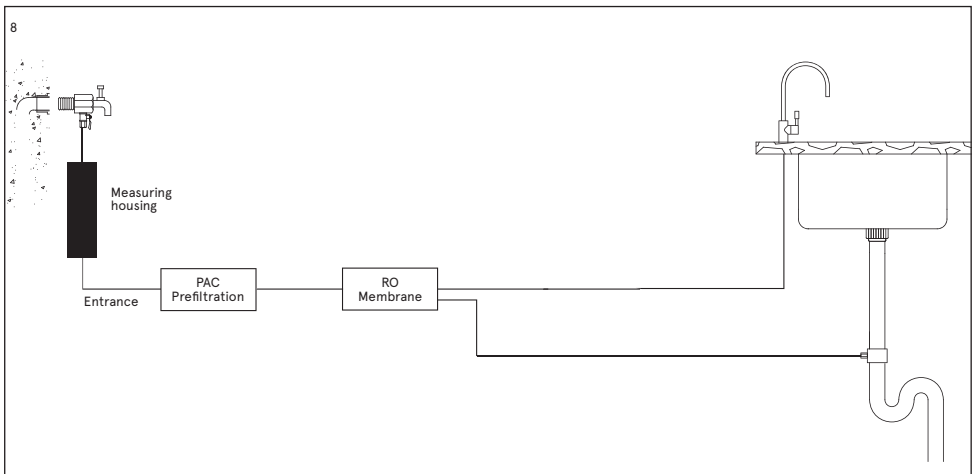 8
Measuring
housing
Entrance
PAC
Prefiltration
RO
Membrane